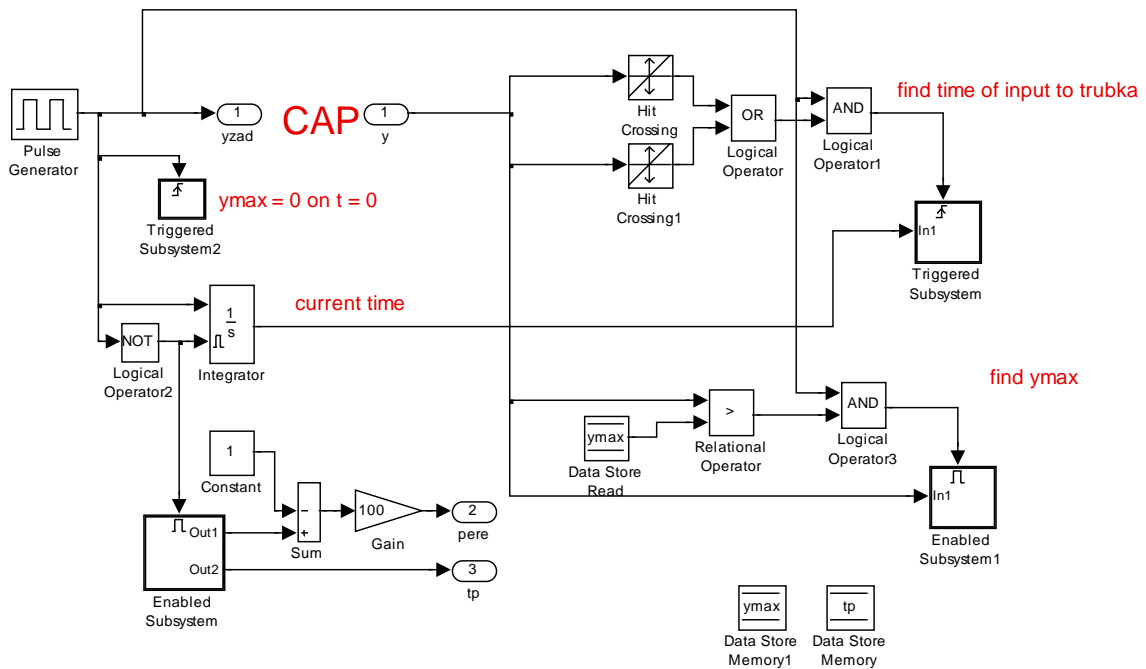 Pulse
Generator
1
yzad
CAP
1
y
Hit
Crossing
Hit
Crossing1
OR
Logical
Operator
AND
Logical
Operator1
find time of input to trubka
ymax = 0 on t = 0
Triggered
Subsystem2
In1
Triggered
Subsystem
current time
1
s
Integrator
NOT
Logical
Operator2
find ymax
ymax
Data Store
Read
>
Relational
Operator
AND
Logical
Operator3
In1
Enabled
Subsystem1
1
Constant
−
+
Sum
100
Gain
2
pere
Out1
Out2
Enabled
Subsystem
3
tp
ymax
Data Store
Memory1
tp
Data Store
Memory